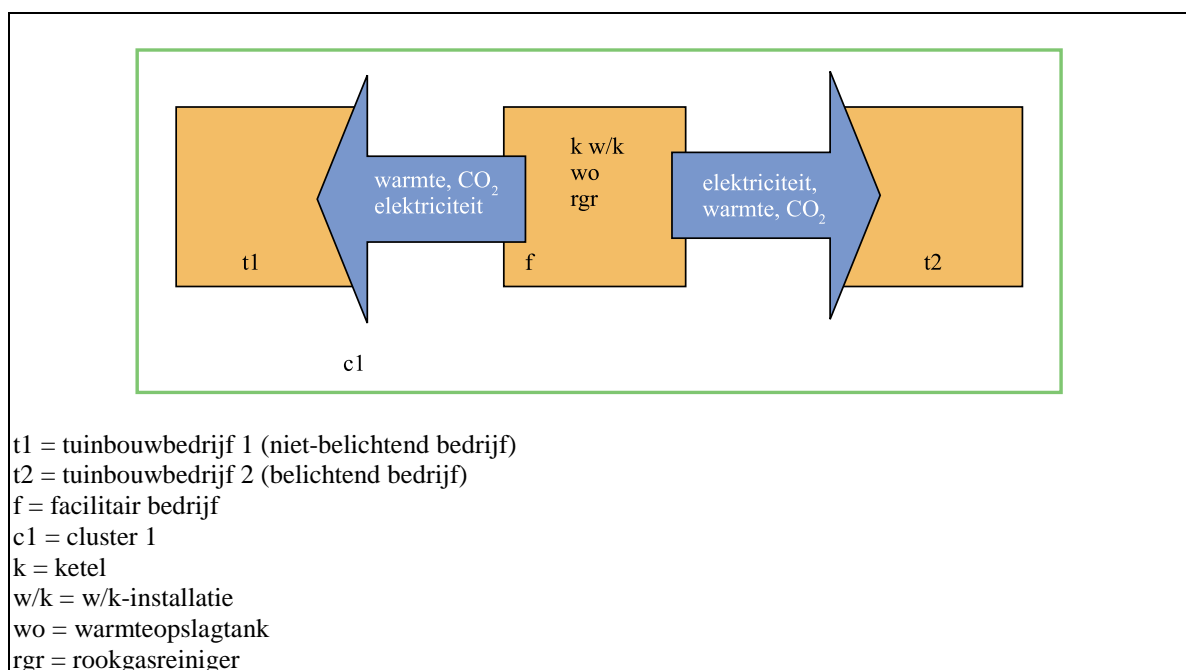 warmte, CO₂
elektriciteit
k w/k
wo
rgr
elektriciteit,
warmte, CO₂
t1
f
t2
c1
t1 = tuinbouwbedrijf 1 (niet-belichtend bedrijf)
t2 = tuinbouwbedrijf 2 (belichtend bedrijf)
f = facilitair bedrijf
c1 = cluster 1
k = ketel
w/k = w/k-installatie
wo = warmteopslagtank
rgr = rookgasreiniger